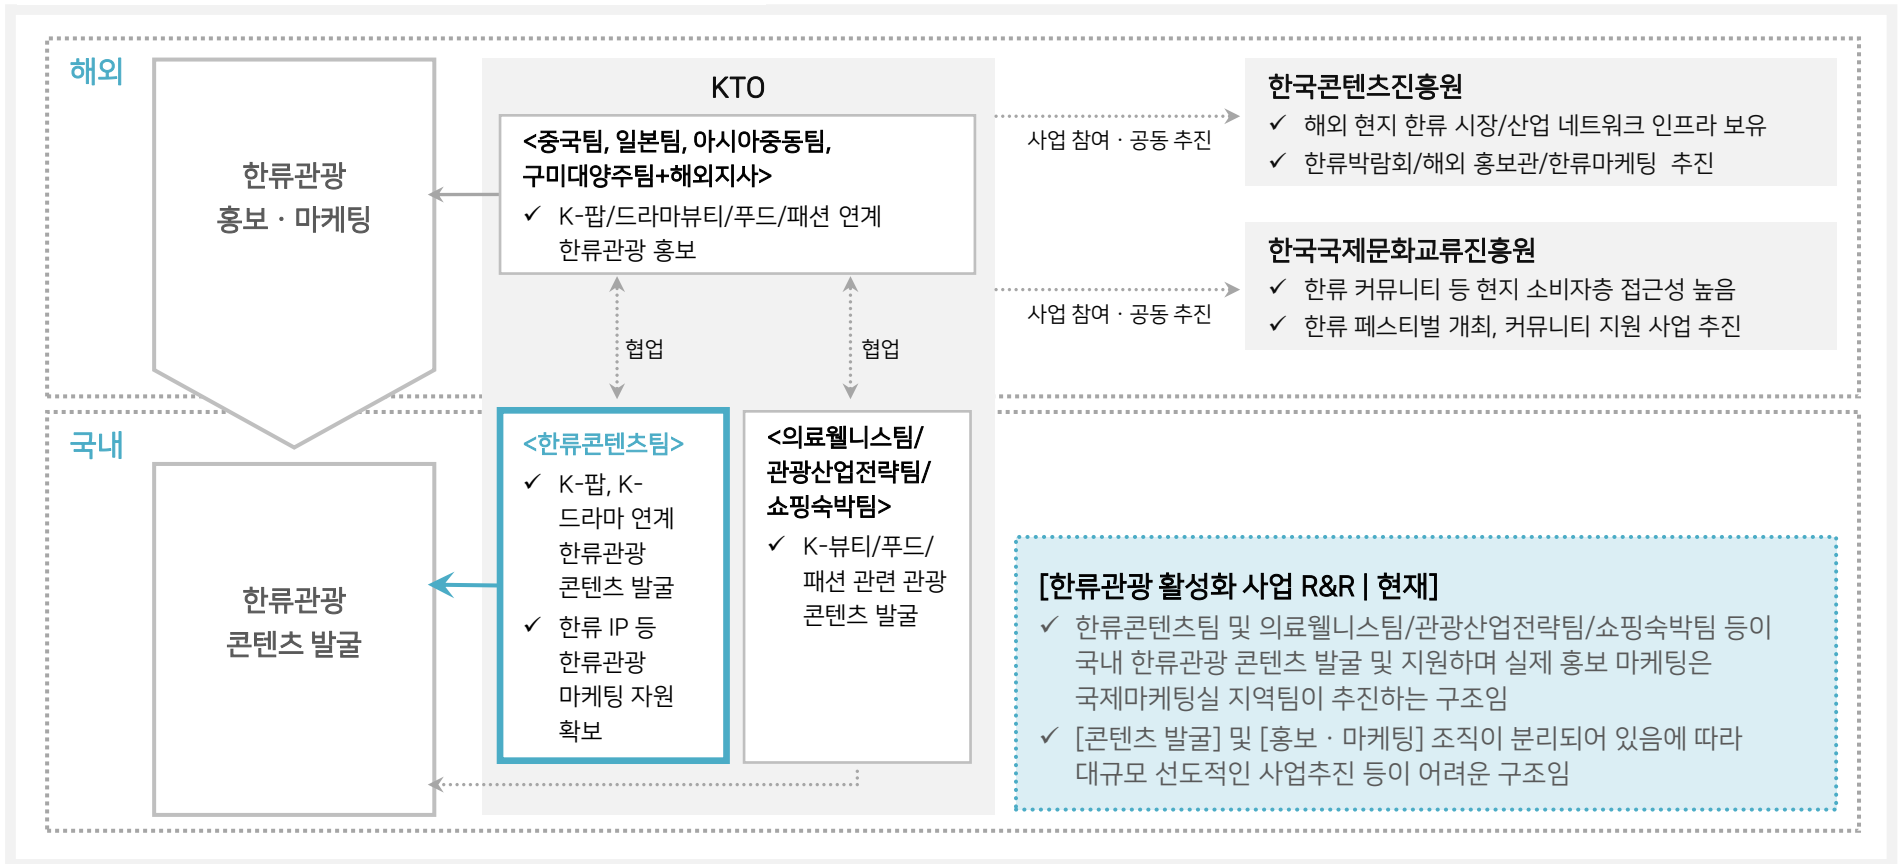 해외
한류관광
홍보 · 마케팅
KTO
<중국팀, 일본팀, 아시아중동팀,
구미대양주팀+해외지사>
✓ K-팝/드라마뷰티/푸드/패션 연계
한류관광 홍보
사업 참여 · 공동 추진
한국콘텐츠진흥원
✓ 해외 현지 한류 시장/산업 네트워크 인프라 보유
✓ 한류박람회/해외 홍보관/한류마케팅 추진
사업 참여 · 공동 추진
한국국제문화교류진흥원
✓ 한류 커뮤니티 등 현지 소비자층 접근성 높음
✓ 한류 페스티벌 개최, 커뮤니티 지원 사업 추진
협업
협업
국내
한류관광
콘텐츠 발굴
<한류콘텐츠팀>
✓ K-팝, K-
드라마 연계
한류관광
콘텐츠 발굴
✓ 한류 IP 등
한류관광
마케팅 자원
확보
<의료웰니스팀/
관광산업전략팀/
쇼핑숙박팀>
✓ K-뷰티/푸드/
패션 관련 관광
콘텐츠 발굴
[한류관광 활성화 사업 R&R | 현재]
✓ 한류콘텐츠팀 및 의료웰니스팀/관광산업전략팀/쇼핑숙박팀 등이
국내 한류관광 콘텐츠 발굴 및 지원하며 실제 홍보 마케팅은
국제마케팅실 지역팀이 추진하는 구조임
✓ [콘텐츠 발굴] 및 [홍보 · 마케팅] 조직이 분리되어 있음에 따라
대규모 선도적인 사업추진 등이 어려운 구조임